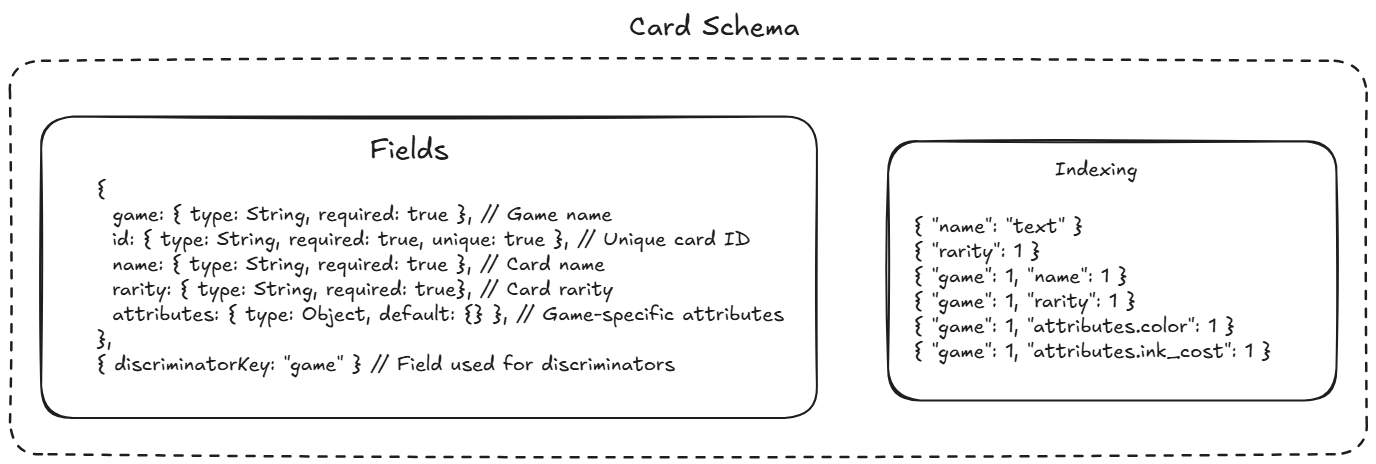 Card Schema
Fields
{
game: { type: String, required: true }, // Game name
id: { type: String, required: true, unique: true }, // Unique card ID
name: { type: String, required: true }, // Card name
rarity: { type: String, required: true}, // Card rarity
attributes: { type: Object, default: {} }, // Game-specific attributes
},
{ discriminatorKey: "game" } // Field used for discriminators
Indexing
{ "name": "text" }
{ "rarity": 1 }
{ "game": 1, "name": 1 }
{ "game": 1, "rarity": 1 }
{ "game": 1, "attributes.color": 1 }
{ "game": 1, "attributes.ink_cost": 1 }